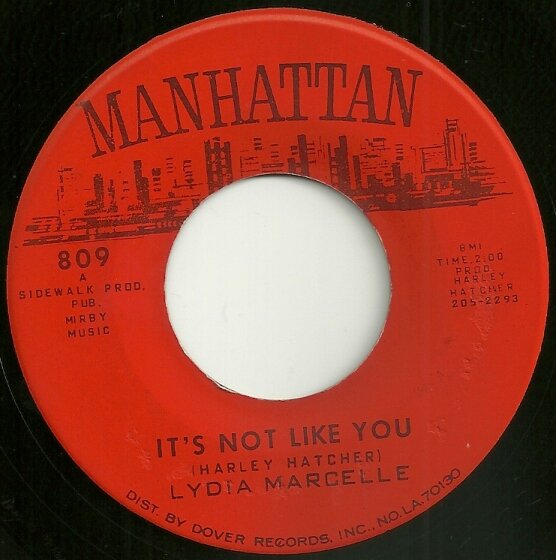 MANHATTAN
809
A
SIDEWALK PROD.
PUB.
MIRBY
MUSIC
BMI
TIME.2:00
PROD.
HARLEY
HATCHER
205-2293
IT'S NOT LIKE YOU
(HARLEY HATCHER)
LYDIA MARCELLE
DIST. BY DOVER RECORDS, INC., NO. LA. 70130